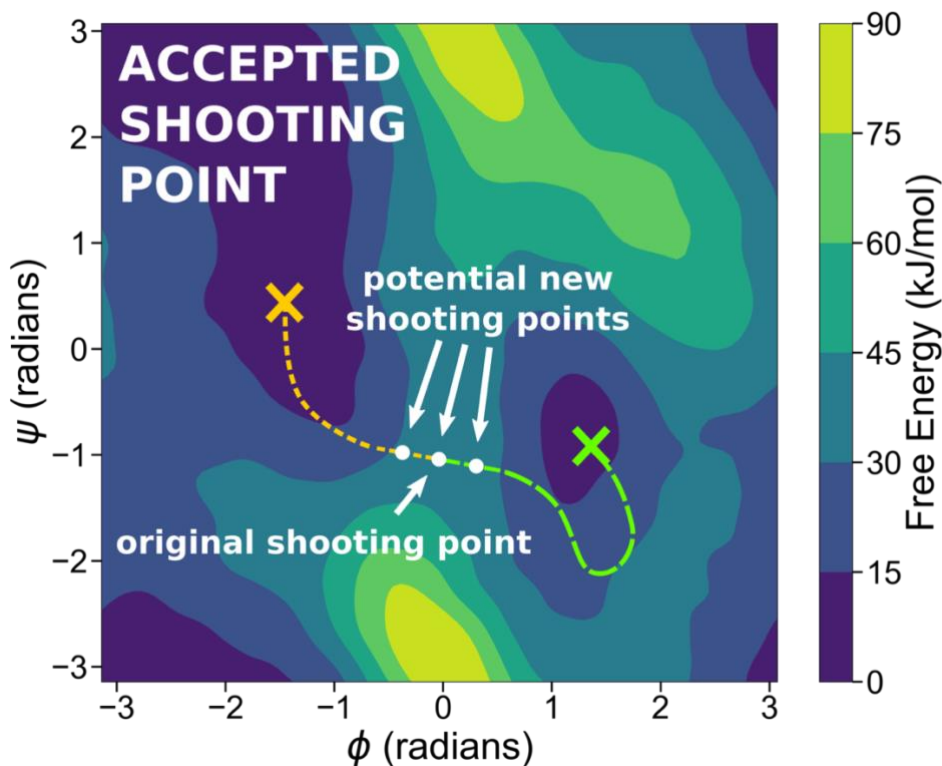 ACCEPTED
SHOOTING
POINT
potential new
shooting points
original shooting point
3
2
1
0
−1
−2
−3
ψ (radians)
−3
−2
−1
0
1
2
3
ϕ (radians)
90
75
60
45
30
15
0
Free Energy (kJ/mol)